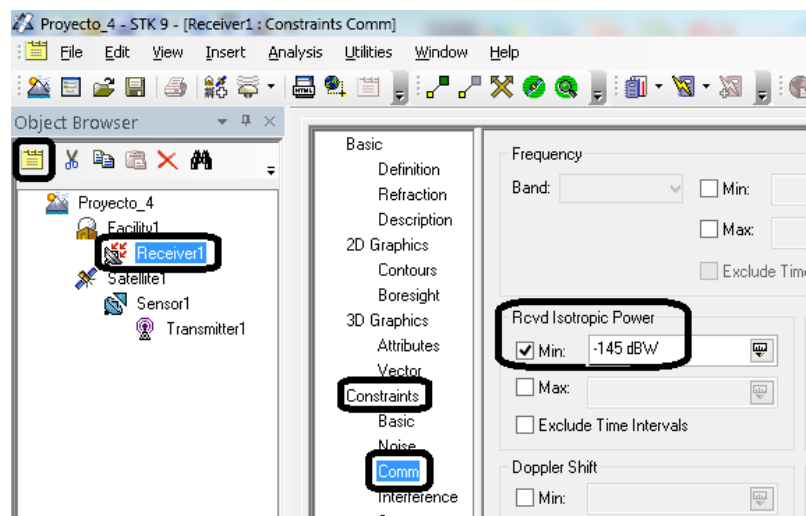 Proyecto_4 - STK 9 - [Receiver1 : Constraints Comm]
File Edit View Insert Analysis Utilities Window Help
Object Browser
Proyecto_4
Facility1
Receiver1
Satellite1
Sensor1
Transmitter1
Basic
Definition
Refraction
Description
2D Graphics
Contours
Boresight
3D Graphics
Attributes
Vector
Constraints
Basic
Noise
Comm
Interference
Frequency
Band: Min:
Max:
Exclude Time
Rcvd Isotropic Power
Min: -145 dBW
Max:
Exclude Time Intervals
Doppler Shift
Min: